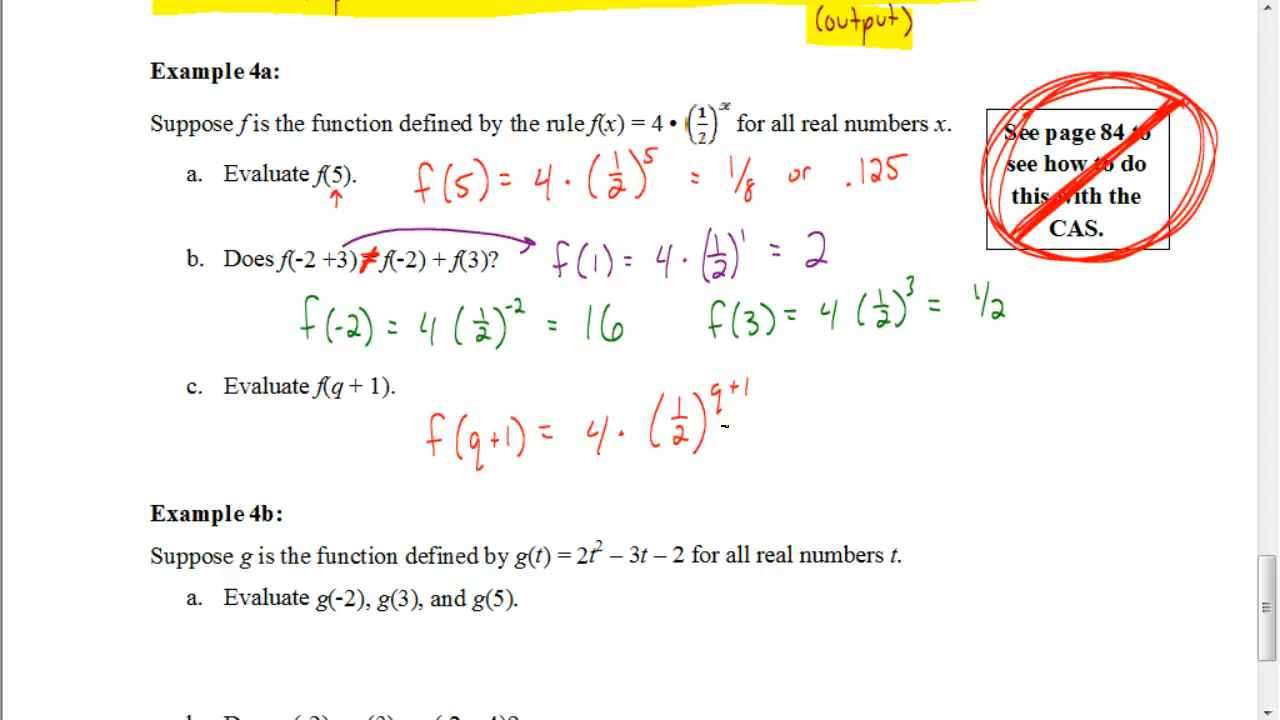 (output)
Example 4a:
Suppose f is the function defined by the rule f(x) = 4 • (1/2)^x for all real numbers x.
See page 84 to
see how to do
this with the
CAS.
a. Evaluate f(5). f(5) = 4 · (1/2)^5 = 1/8 or .125
b. Does f(-2 +3) ≠ f(-2) + f(3)? f(1) = 4 · (1/2)^1 = 2
f(-2) = 4 (1/2)^-2 = 16 f(3) = 4 (1/2)^3 = 1/2
c. Evaluate f(q + 1).
f(q+1) = 4 · (1/2)^q+1
Example 4b:
Suppose g is the function defined by g(t) = 2t² – 3t – 2 for all real numbers t.
a. Evaluate g(-2), g(3), and g(5).